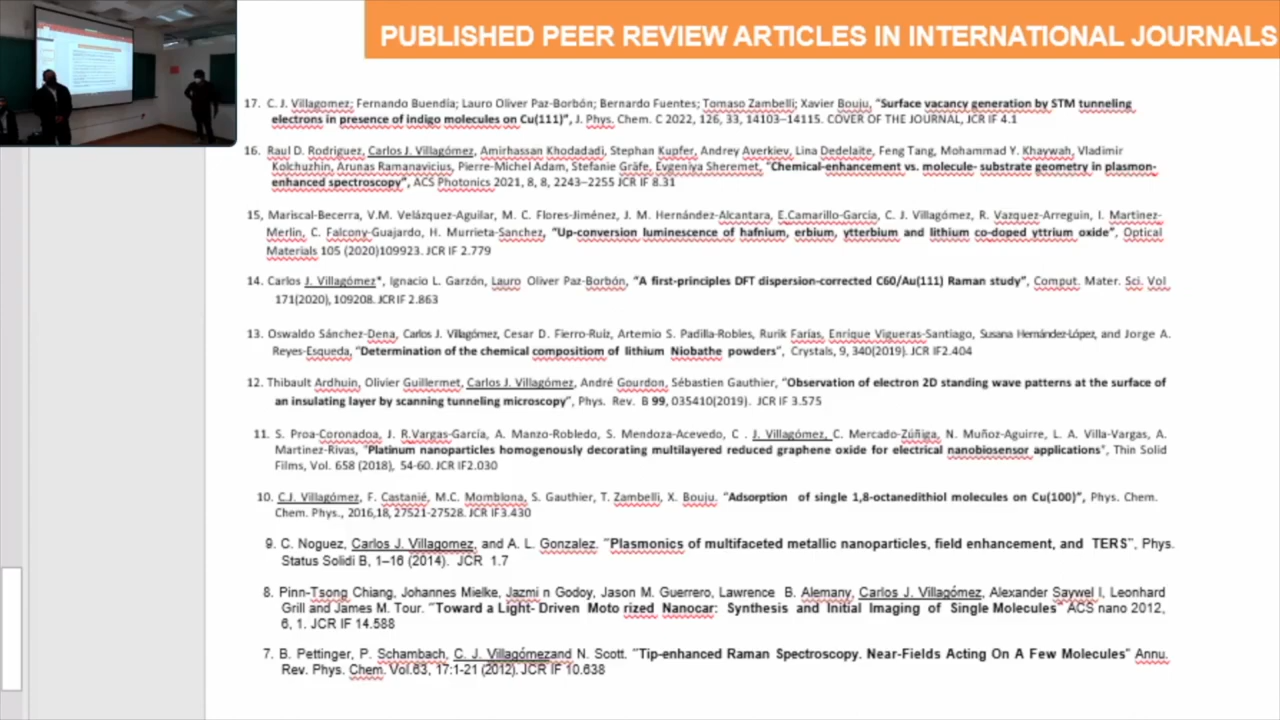 PUBLISHED PEER REVIEW ARTICLES IN INTERNATIONAL JOURNALS
17. C. J. Villagomez; Fernando Buendía; Lauro Oliver Paz-Borbón; Bernardo Fuentes; Tomaso Zambelli; Xavier Bouju, "Surface vacancy generation by STM tunneling
electrons in presence of indigo molecules on Cu(111)", J. Phys. Chem. C 2022, 126, 33, 14103–14115. COVER OF THE JOURNAL, JCR IF 4.1
16. Raul D. Rodriguez, Carlos J. Villagómez, Amirhassan Khodadadi, Stephan Kupfer, Andrey Averkiev, Lina Dedelaite, Feng Tang, Mohammad Y. Khaywah, Vladimir
Kolchuzhin, Arunas Ramanavicius, Pierre-Michel Adam, Stefanie Gräfe, Evgeniya Sheremet, "Chemical-enhancement vs. molecule- substrate geometry in plasmon-
enhanced spectroscopy", ACS Photonics 2021, 8, 8, 2243–2255 JCR IF 8.31
15, Mariscal-Becerra, V.M. Velázquez-Aguilar, M. C. Flores-Jiménez, J. M. Hernández-Alcantara, E.Camarillo-Garcia, C. J. Villagómez, R. Vazquez-Arreguin, I. Martinez-
Merlin, C. Falcony-Guajardo, H. Murrieta-Sanchez, "Up-conversion luminescence of hafnium, erbium, ytterbium and lithium co-doped yttrium oxide", Optical
Materials 105 (2020)109923. JCR IF 2.779
14. Carlos J. Villagómez*, Ignacio L. Garzón, Lauro Oliver Paz-Borbón, "A first-principles DFT dispersion-corrected C60/Au(111) Raman study", Comput. Mater. Sci. Vol
171(2020), 109208. JCR IF 2.863
13. Oswaldo Sánchez-Dena, Carlos J. Villagómez, Cesar D. Fierro-Ruiz, Artemio S. Padilla-Robles, Rurik Farías, Enrique Vigueras-Santiago, Susana Hernández-López, and Jorge A.
Reyes-Esqueda, "Determination of the chemical compositiom of lithium Niobathe powders", Crystals, 9, 340(2019). JCR IF2.404
12. Thibault Ardhuin, Olivier Guillermet, Carlos J. Villagómez, André Gourdon, Sébastien Gauthier, "Observation of electron 2D standing wave patterns at the surface of
an insulating layer by scanning tunneling microscopy", Phys. Rev. B 99, 035410(2019). JCR IF 3.575
11. S. Proa-Coronadoa, J. R.Vargas-García, A. Manzo-Robledo, S. Mendoza-Acevedo, C . J. Villagómez, C. Mercado-Zúñiga, N. Muñoz-Aguirre, L. A. Villa-Vargas, A.
Martinez-Rivas, "Platinum nanoparticles homogenously decorating multilayered reduced graphene oxide for electrical nanobiosensor applications", Thin Solid
Films, Vol. 658 (2018), 54-60. JCR IF2.030
10. C.J. Villagómez, F. Castanié, M.C. Momblona, S. Gauthier, T. Zambelli, X. Bouju. "Adsorption of single 1,8-octanedithiol molecules on Cu(100)", Phys. Chem.
Chem. Phys., 2016,18, 27521-27528. JCR IF3.430
9. C. Noguez, Carlos J. Villagomez, and A. L. Gonzalez. "Plasmonics of multifaceted metallic nanoparticles, field enhancement, and TERS", Phys.
Status Solidi B, 1–16 (2014). JCR 1.7
8. Pinn-Tsong Chiang, Johannes Mielke, Jazmi n Godoy, Jason M. Guerrero, Lawrence B. Alemany, Carlos J. Villagómez, Alexander Saywel l, Leonhard
Grill and James M. Tour. "Toward a Light- Driven Moto rized Nanocar: Synthesis and Initial Imaging of Single Molecules" ACS nano 2012,
6, 1. JCR IF 14.588
7. B. Pettinger, P. Schambach, C. J. Villagómezand N. Scott. "Tip-enhanced Raman Spectroscopy. Near-Fields Acting On A Few Molecules" Annu.
Rev. Phys. Chem. Vol.63, 17:1-21 (2012). JCR IF 10.638